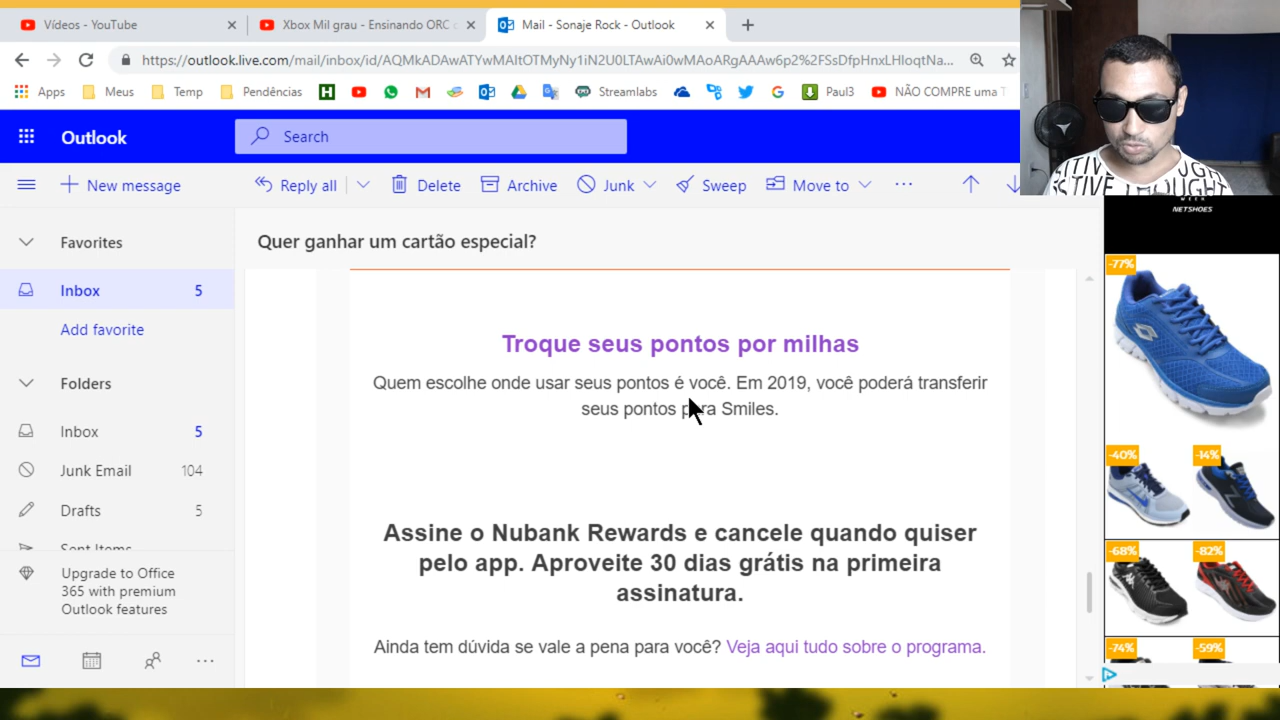 Vídeos - YouTube
Xbox Mil grau - Ensinando ORC
Mail - Sonaje Rock - Outlook
https://outlook.live.com/mail/inbox/id/AQMkADAwATYwMAItOTMyNy1iN2U0LTAwAi0wMAoARgAAAw6p2%2FSsDfpHnxLHloqtNa...
Apps
Meus
Temp
Pendências
Streamlabs
Paul3
NÃO COMPRE uma
Outlook
Search
New message
Reply all
Delete
Archive
Junk
Sweep
Move to
Favorites
Inbox 5
Add favorite
Folders
Inbox 5
Junk Email 104
Drafts 5
Sent Items
Upgrade to Office
365 with premium
Outlook features
Quer ganhar um cartão especial?
Troque seus pontos por milhas
Quem escolhe onde usar seus pontos é você. Em 2019, você poderá transferir
seus pontos para Smiles.
Assine o Nubank Rewards e cancele quando quiser
pelo app. Aproveite 30 dias grátis na primeira
assinatura.
Ainda tem dúvida se vale a pena para você? Veja aqui tudo sobre o programa.
WEEK
NETSHOES
-77%
-40%
-14%
-68%
-82%
-74%
-59%